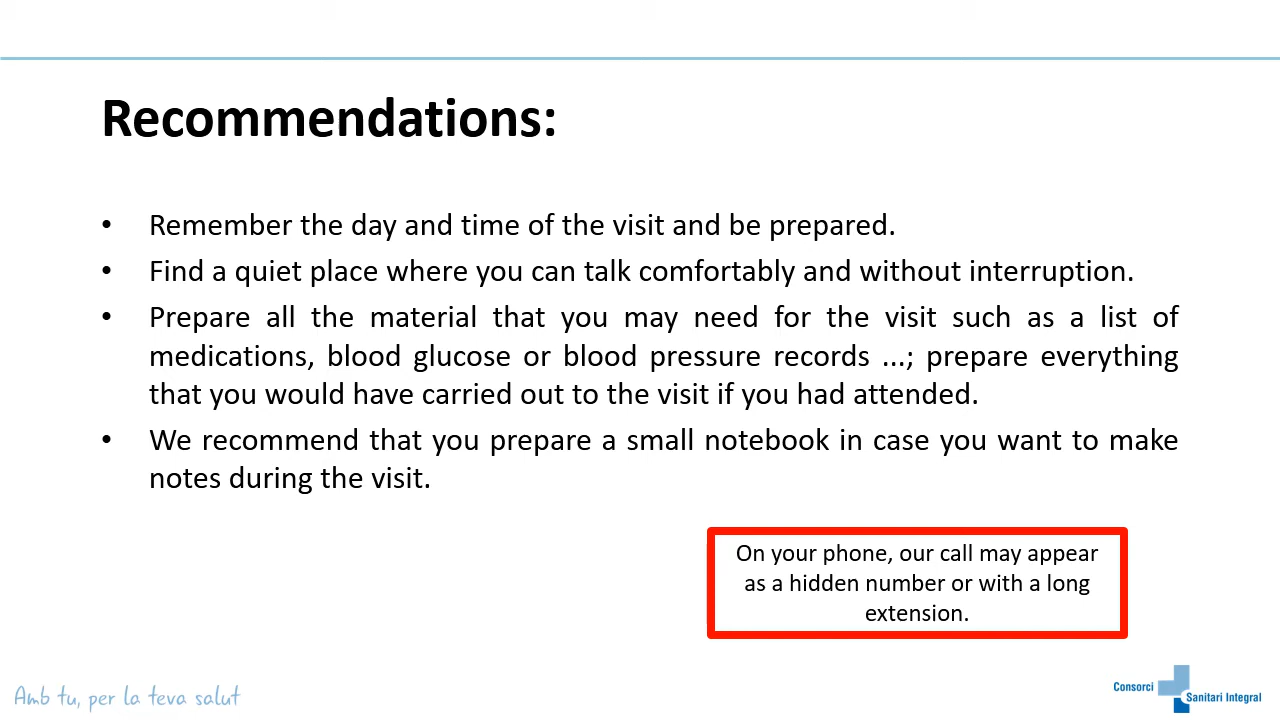 Recommendations:
• Remember the day and time of the visit and be prepared.
• Find a quiet place where you can talk comfortably and without interruption.
• Prepare all the material that you may need for the visit such as a list of
medications, blood glucose or blood pressure records ...; prepare everything
that you would have carried out to the visit if you had attended.
• We recommend that you prepare a small notebook in case you want to make
notes during the visit.
On your phone, our call may appear
as a hidden number or with a long
extension.
Amb tu, per la teva salut
Consorci
Sanitari Integral